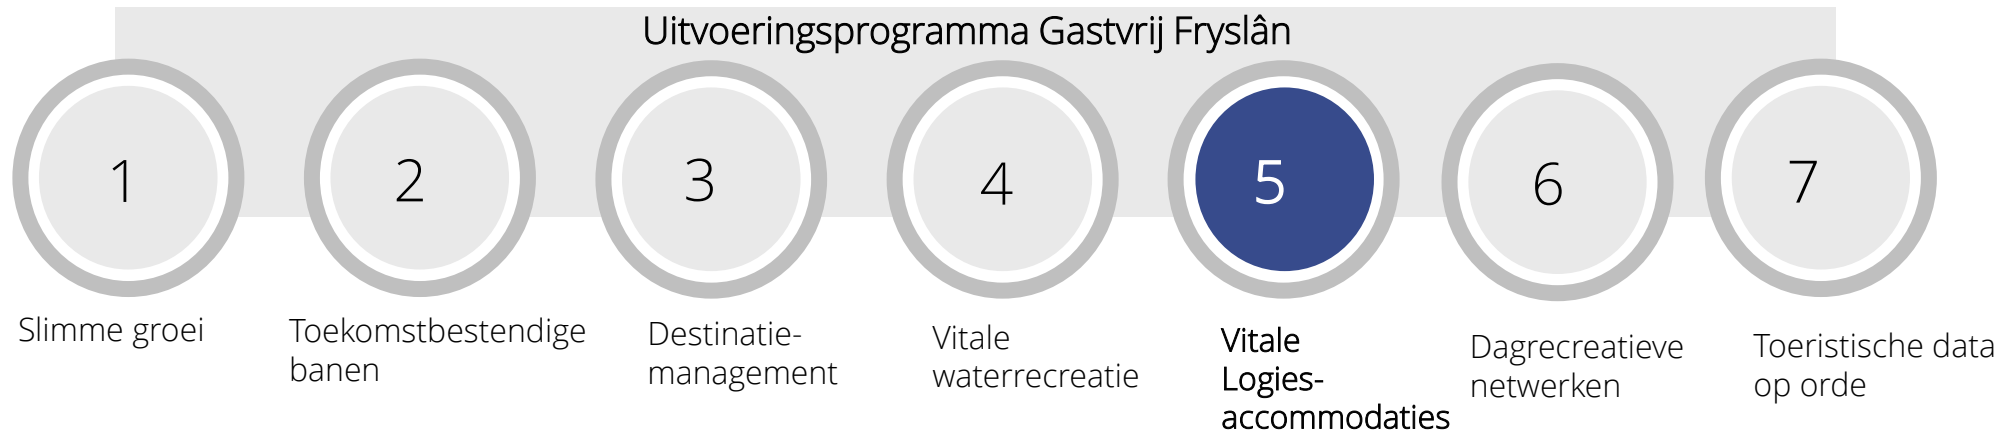 Uitvoeringsprogramma Gastvrij Fryslân
1
2
3
4
5
6
7
Slimme groei
Toekomstbestendige
banen
Destinatie-
management
Vitale
waterrecreatie
Vitale
Logies-
accommodaties
Dagrecreatieve
netwerken
Toeristische data
op orde